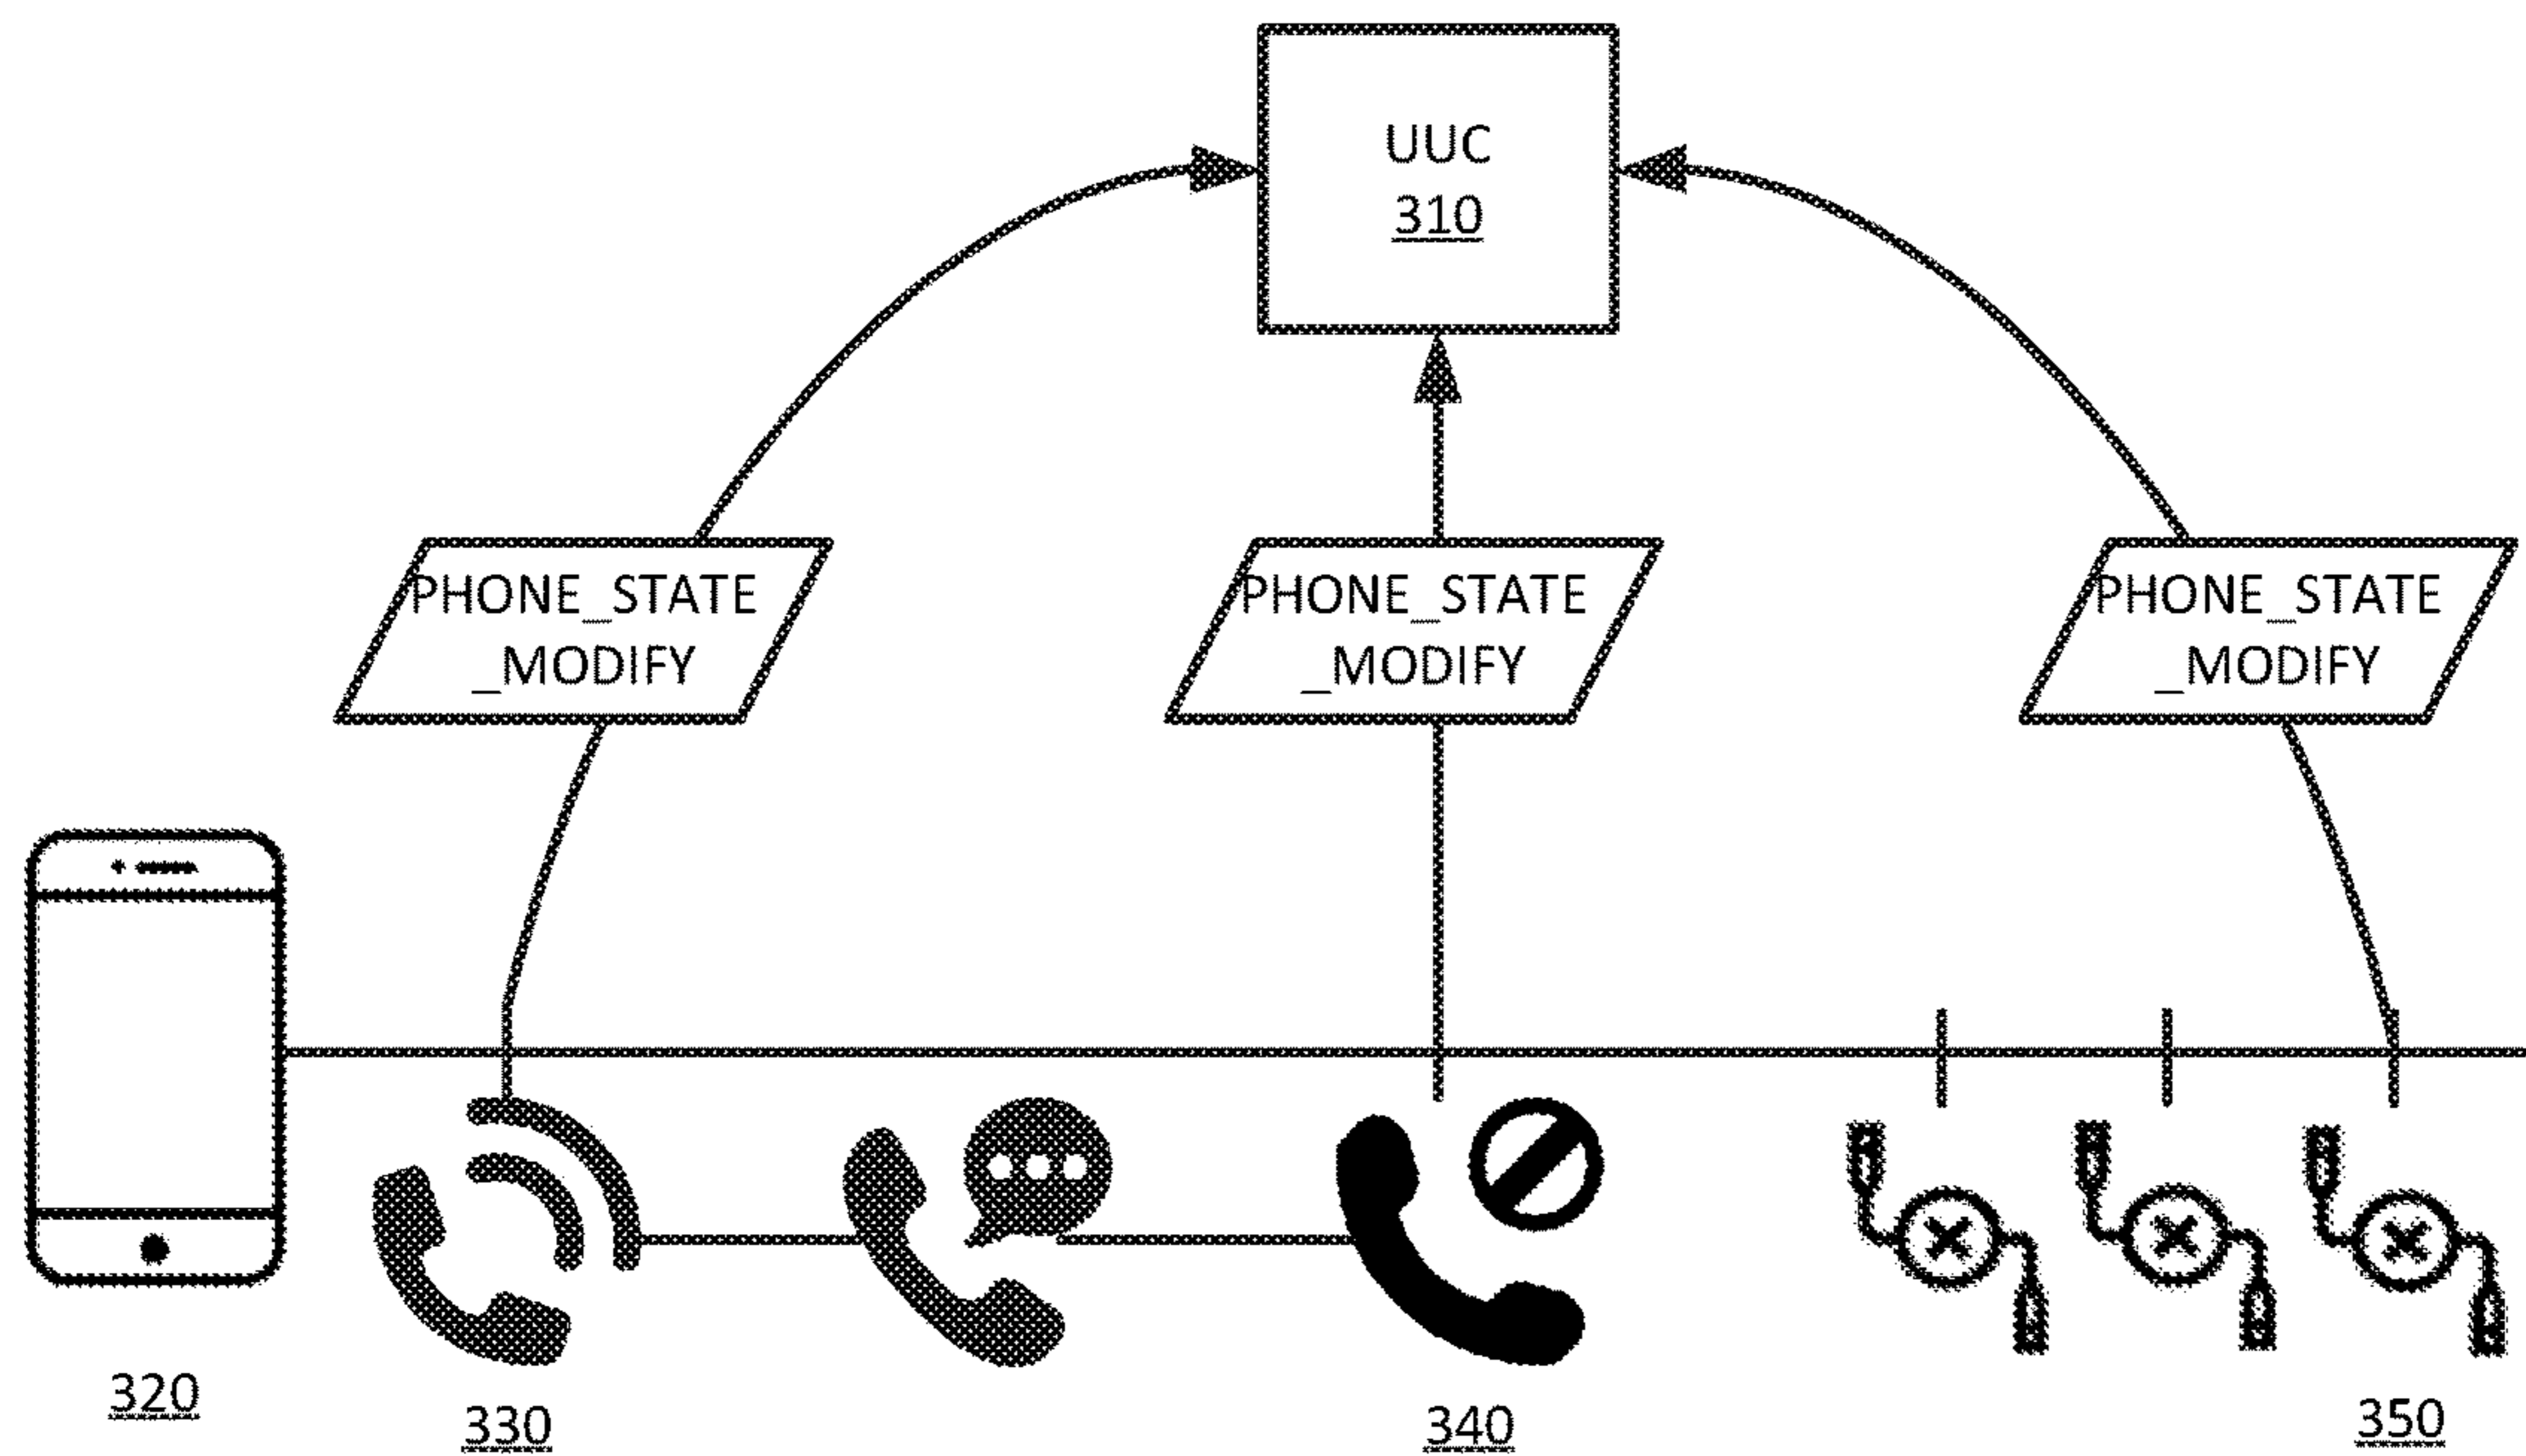 UUC
310
PHONE_STATE
_MODIFY
PHONE_STATE
_MODIFY
PHONE_STATE
_MODIFY
320
330
340
350